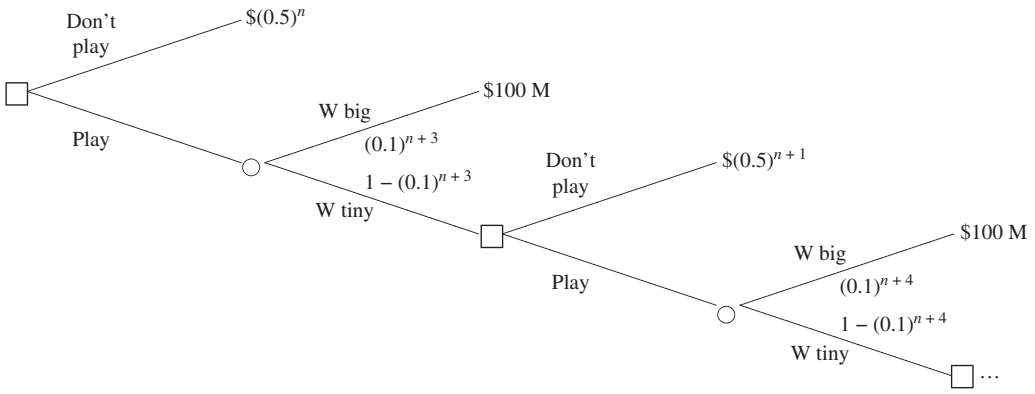 Don't
play
$(0.5)^n
Play
W big
$100 M
(0.1)^{n + 3}
1 – (0.1)^{n + 3}
W tiny
Don't
play
$(0.5)^{n + 1}
Play
W big
$100 M
(0.1)^{n + 4}
1 – (0.1)^{n + 4}
W tiny
...